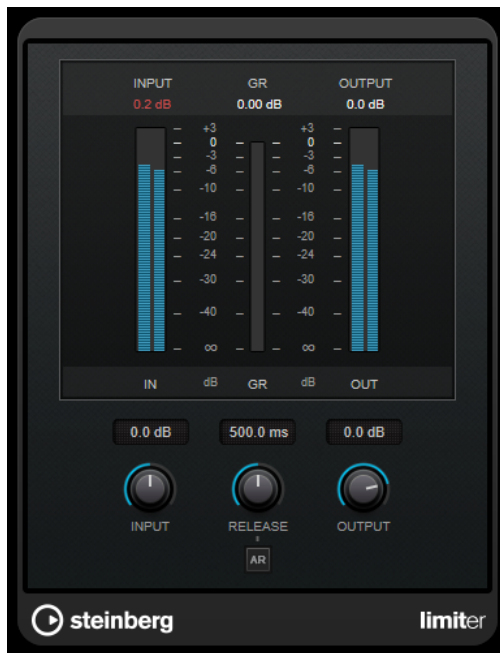 INPUT GR OUTPUT
0.2 dB 0.00 dB 0.0 dB
+3 +3
0 0
-3 -3
-6 -6
-10 -10
-16 -16
-20 -20
-24 -24
-30 -30
-40 -40
∞ ∞
IN dB GR dB OUT
0.0 dB 500.0 ms 0.0 dB
INPUT RELEASE OUTPUT
AR
steinberg limiter